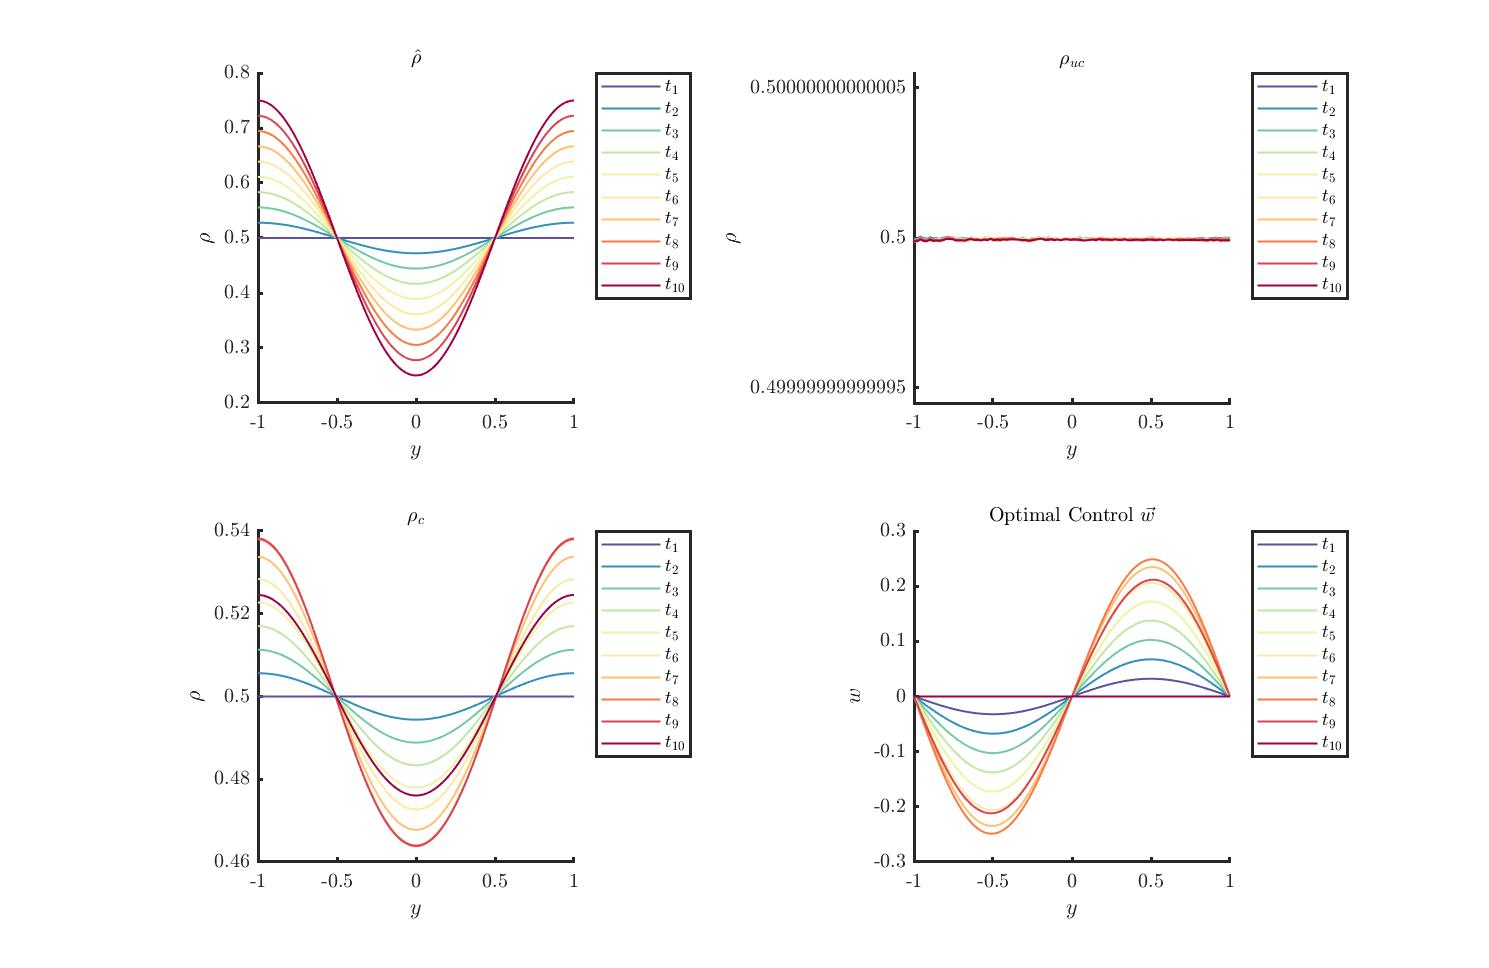 ρ̂
0.8
0.7
0.6
0.5
0.4
0.3
0.2
ρ
-1 -0.5 0 0.5 1
y
t₁
t₂
t₃
t₄
t₅
t₆
t₇
t₈
t₉
t₁₀
ρ_uc
0.50000000000005
0.5
0.49999999999995
ρ
-1 -0.5 0 0.5 1
y
t₁
t₂
t₃
t₄
t₅
t₆
t₇
t₈
t₉
t₁₀
ρ_c
0.54
0.52
0.5
0.48
0.46
ρ
-1 -0.5 0 0.5 1
y
t₁
t₂
t₃
t₄
t₅
t₆
t₇
t₈
t₉
t₁₀
Optimal Control w⃗
0.3
0.2
0.1
0
-0.1
-0.2
-0.3
w
-1 -0.5 0 0.5 1
y
t₁
t₂
t₃
t₄
t₅
t₆
t₇
t₈
t₉
t₁₀